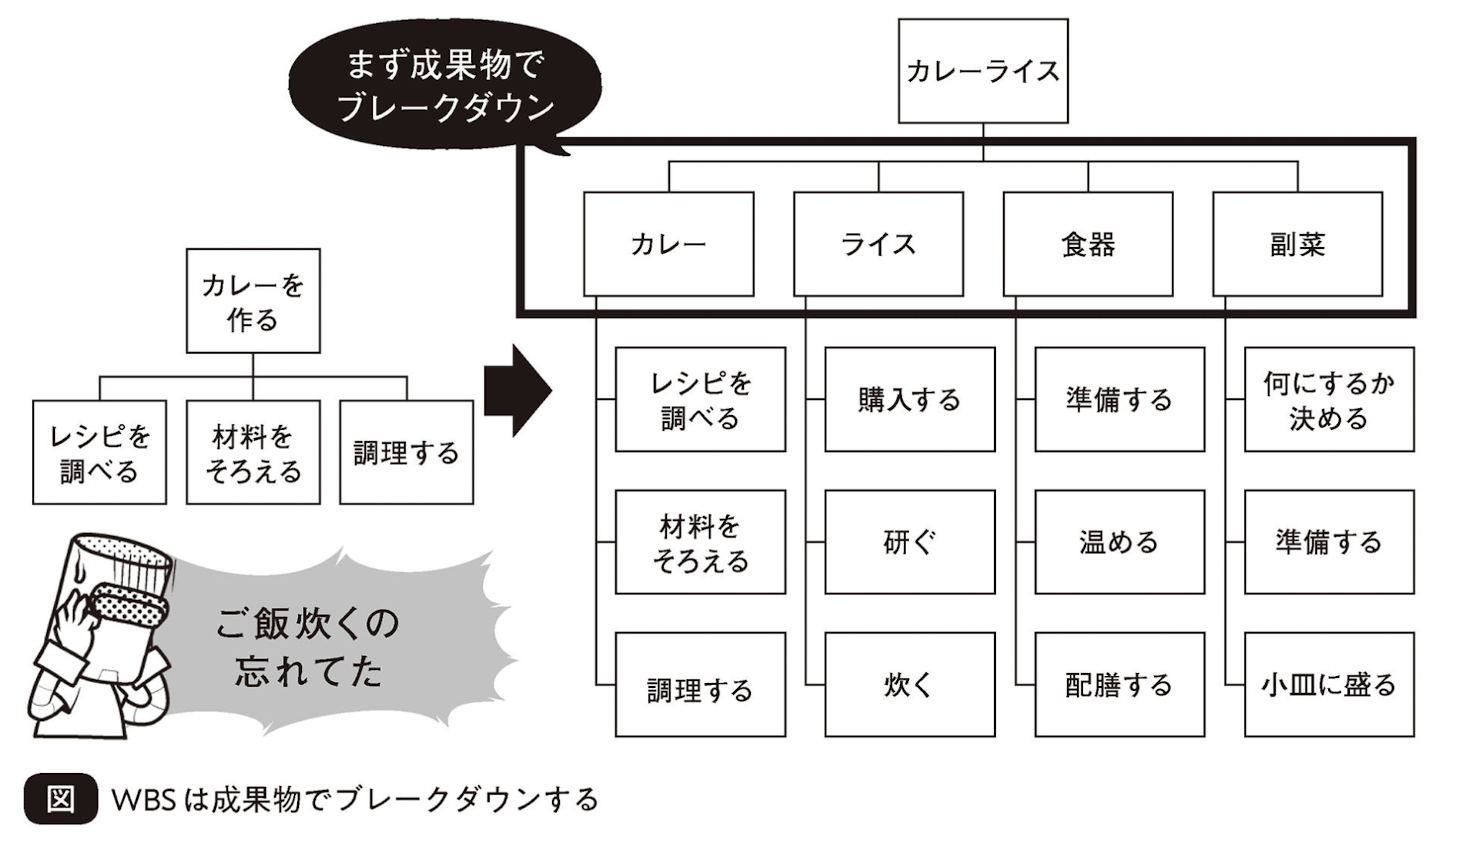 まず成果物で
ブレークダウン
カレーライス
カレー
ライス
食器
副菜
カレーを
作る
レシピを
調べる
材料を
そろえる
調理する
レシピを
調べる
購入する
準備する
何にするか
決める
材料を
そろえる
研ぐ
温める
準備する
調理する
炊く
配膳する
小皿に盛る
ご飯炊くの
忘れてた
図 WBSは成果物でブレークダウンする